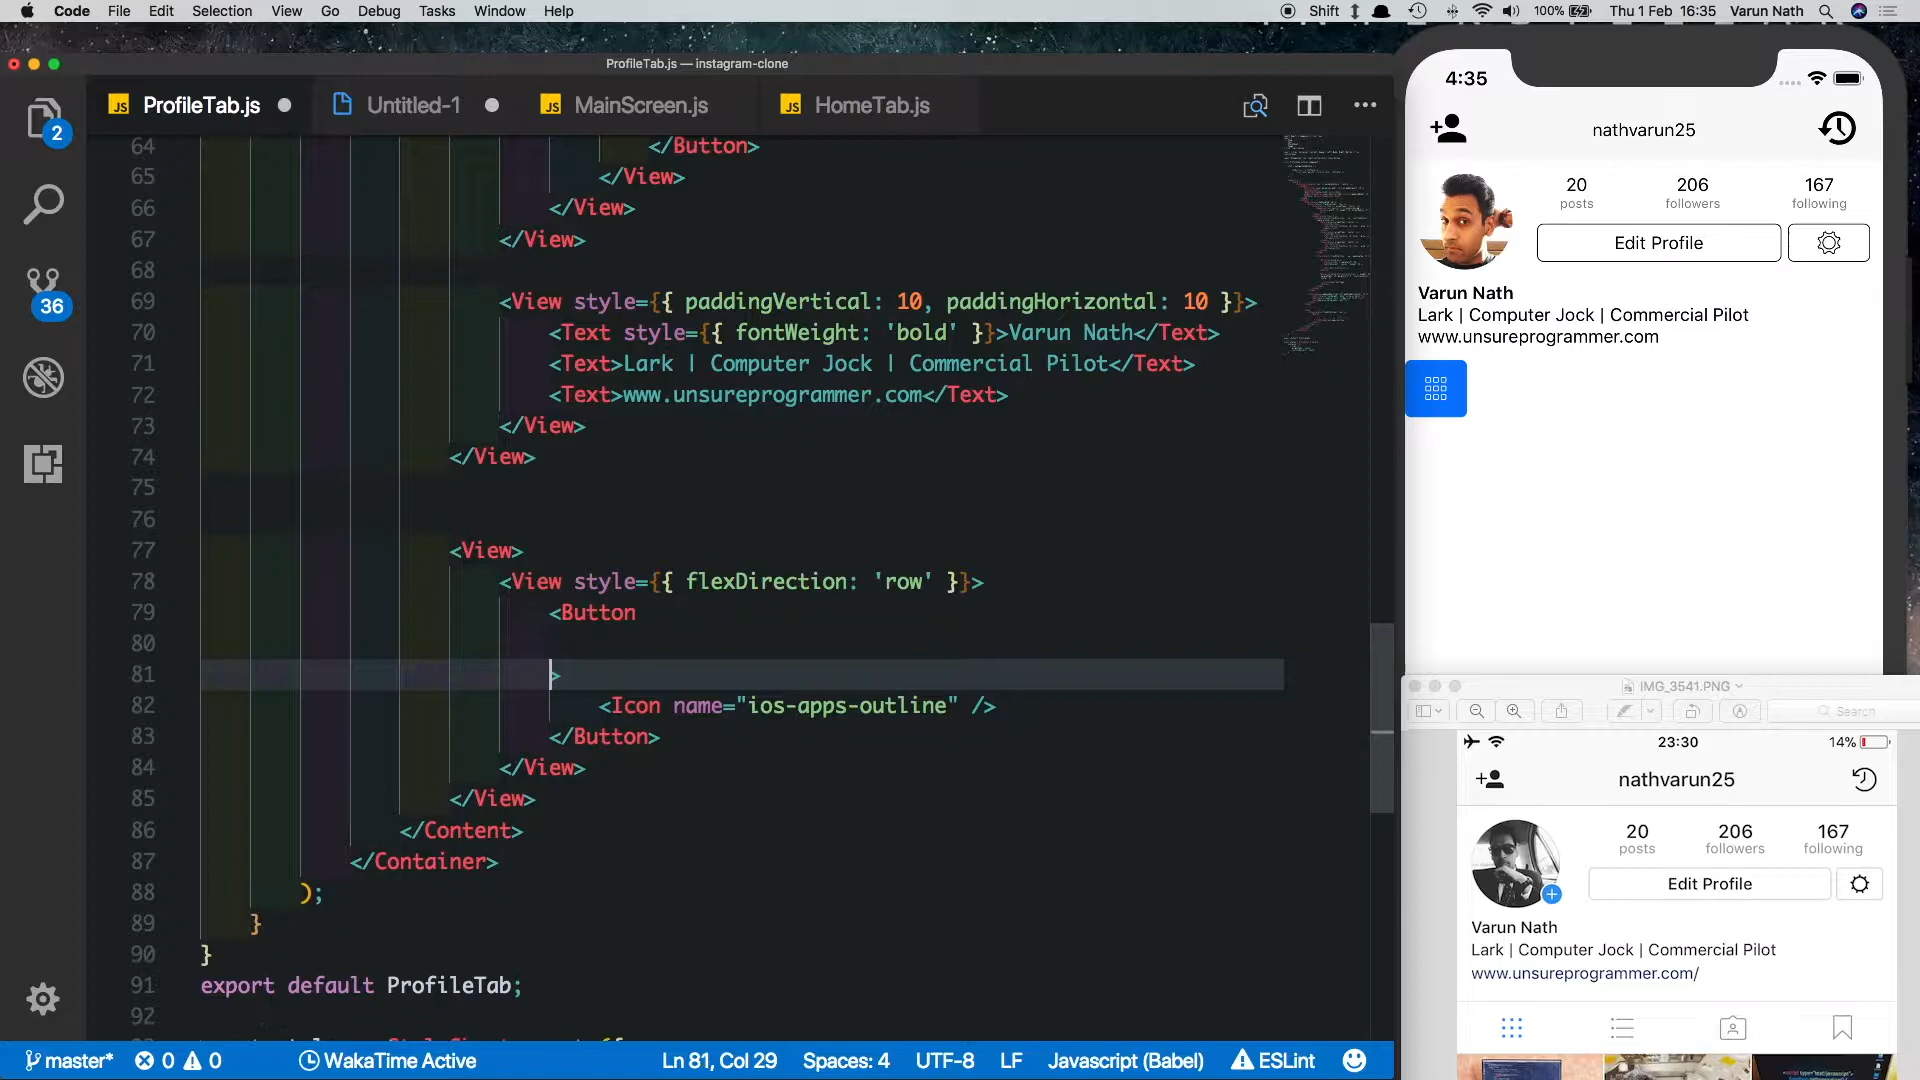 Code File Edit Selection View Go Debug Tasks Window Help Shift 100% Thu 1 Feb 16:35 Varun Nath
ProfileTab.js — instagram-clone
JS ProfileTab.js Untitled-1 JS MainScreen.js JS HomeTab.js
2
36
64 </Button>
65 </View>
66 </View>
67 </View>
68
69 <View style={{ paddingVertical: 10, paddingHorizontal: 10 }}>
70 <Text style={{ fontWeight: 'bold' }}>Varun Nath</Text>
71 <Text>Lark | Computer Jock | Commercial Pilot</Text>
72 <Text>www.unsureprogrammer.com</Text>
73 </View>
74 </View>
75
76
77 <View>
78 <View style={{ flexDirection: 'row' }}>
79 <Button
80
81 >
82 <Icon name="ios-apps-outline" />
83 </Button>
84 </View>
85 </View>
86 </Content>
87 </Container>
88 );
89 }
90 }
91 export default ProfileTab;
92
master* 0 0 WakaTime Active Ln 81, Col 29 Spaces: 4 UTF-8 LF Javascript (Babel) ESLint
4:35
nathvarun25
20 206 167
posts followers following
Edit Profile
Varun Nath
Lark | Computer Jock | Commercial Pilot
www.unsureprogrammer.com
IMG_3541.PNG
Search
23:30 14%
nathvarun25
20 206 167
posts followers following
Edit Profile
Varun Nath
Lark | Computer Jock | Commercial Pilot
www.unsureprogrammer.com/